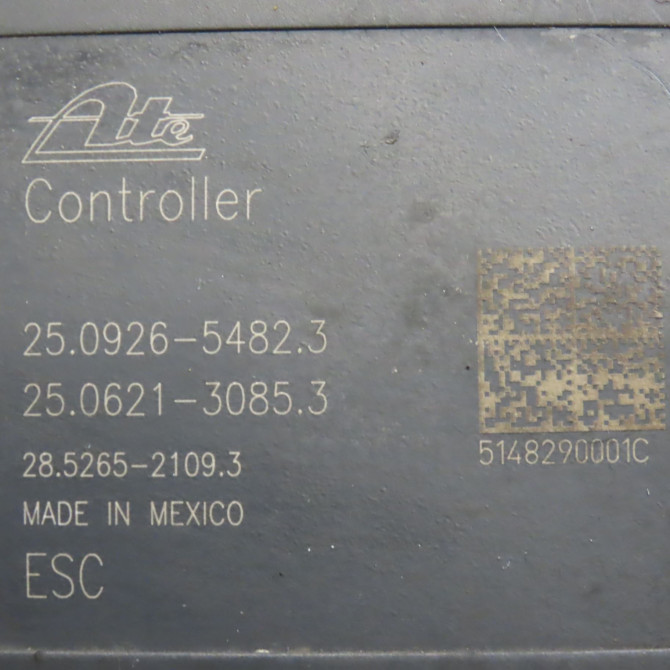 Ate
Controller
25.0926-5482.3
25.0621-3085.3
28.5265-2109.3
MADE IN MEXICO
ESC
5148290001C